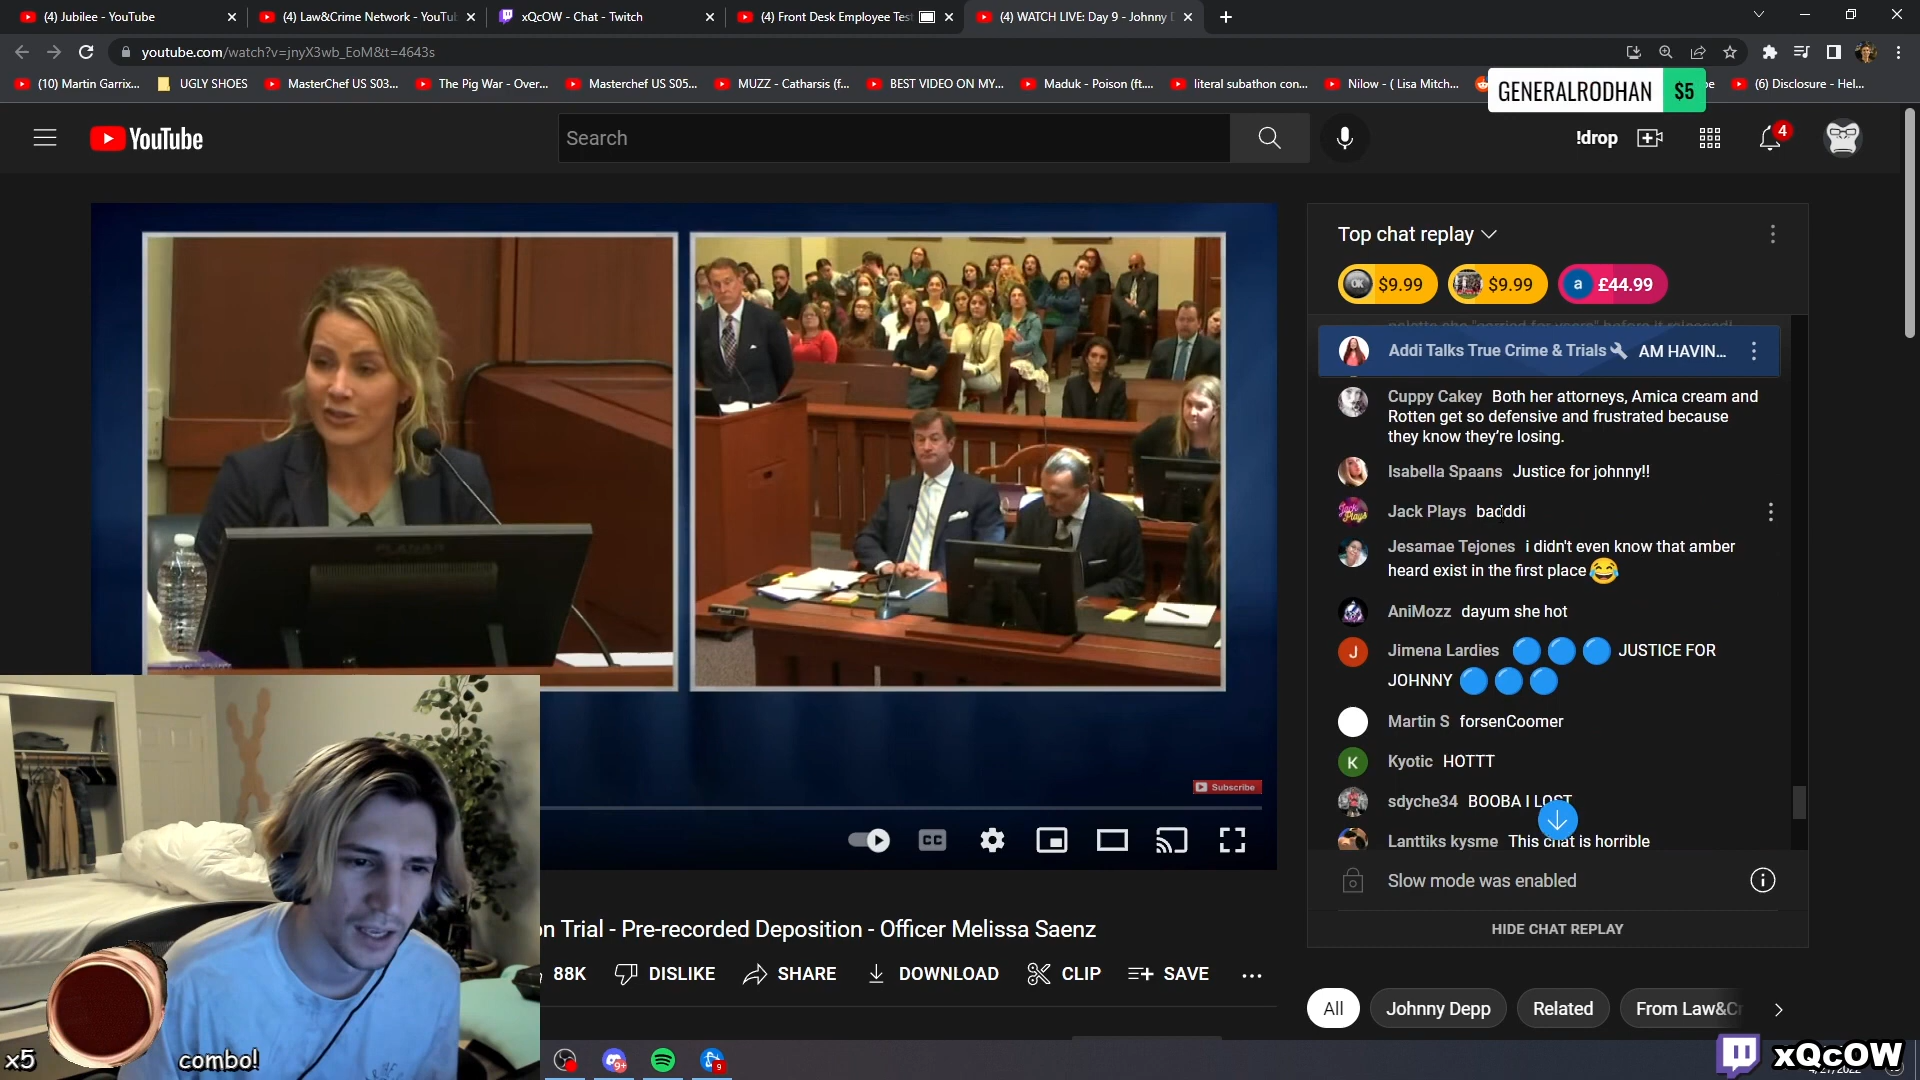 (4) Jubilee - YouTube
(4) Law&Crime Network - YouTu
xQcOW - Chat - Twitch
(4) Front Desk Employee Tes
(4) WATCH LIVE: Day 9 - Johnny
youtube.com/watch?v=jnyX3wb_EoM&t=4643s
(10) Martin Garrix...
UGLY SHOES
MasterChef US S03...
The Pig War - Over...
Masterchef US S05...
MUZZ - Catharsis (f...
BEST VIDEO ON MY...
Maduk - Poison (ft....
literal subathon con...
Nilow - ( Lisa Mitch...
(6) Disclosure - Hel...
GENERALRODHAN $5
YouTube
Search
!drop
4
Top chat replay
OK $9.99
$9.99
a £44.99
Addi Talks True Crime & Trials AM HAVIN...
Cuppy Cakey Both her attorneys, Amica cream and
Rotten get so defensive and frustrated because
they know they're losing.
Isabella Spaans Justice for johnny!!
Jack Plays badddi
Jesamae Tejones i didn't even know that amber
heard exist in the first place😂
AniMozz dayum she hot
J Jimena Lardies 🔵 🔵 🔵 JUSTICE FOR
JOHNNY 🔵 🔵 🔵
Martin S forsenCoomer
K Kyotic HOTTT
sdyche34 BOOBA I LOST
Lanttiks kysme This chat is horrible
Slow mode was enabled
HIDE CHAT REPLAY
PLANAR
Subscribe
CC
on Trial - Pre-recorded Deposition - Officer Melissa Saenz
88K
DISLIKE
SHARE
DOWNLOAD
CLIP
SAVE
All
Johnny Depp
Related
From Law&Cr
x5
combo!
9+
9
xQcOW